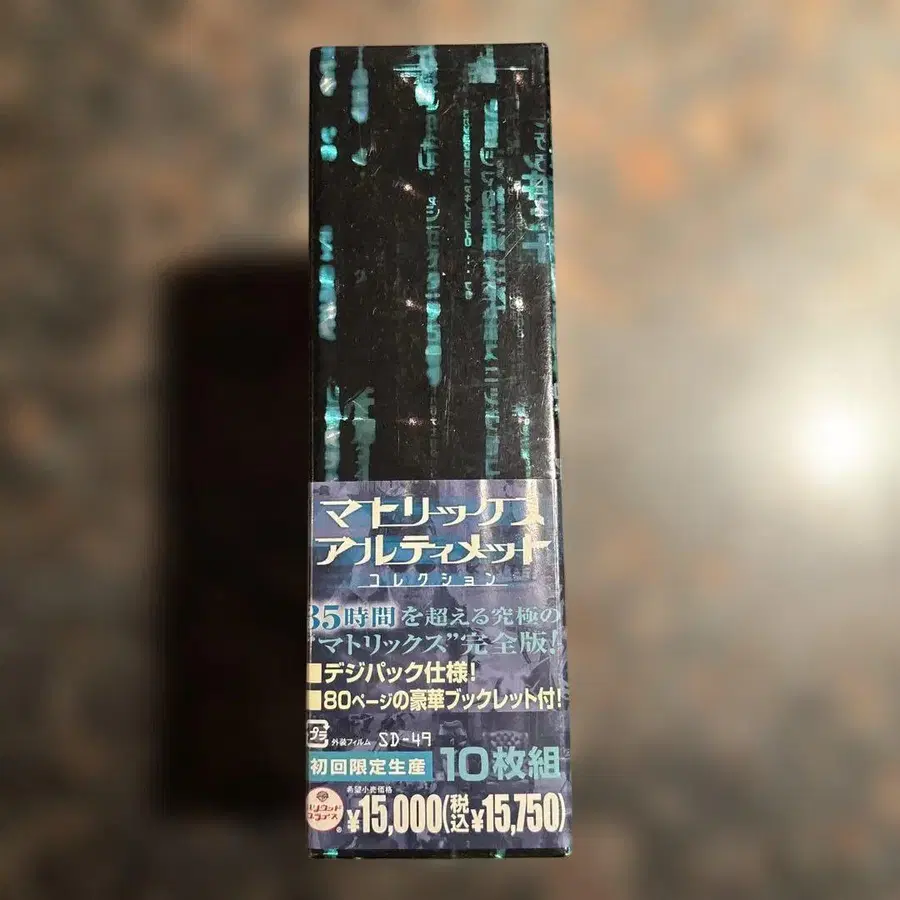 マトリックス
アルティメット
コレクション
35時間を超える究極の
“マトリックス”完全版!
■デジパック仕様!
■80ページの豪華ブックレット付!
プラ 外装フィルム SD-49
初回限定生産 10枚組
希望小売価格
¥15,000(税込¥15,750)